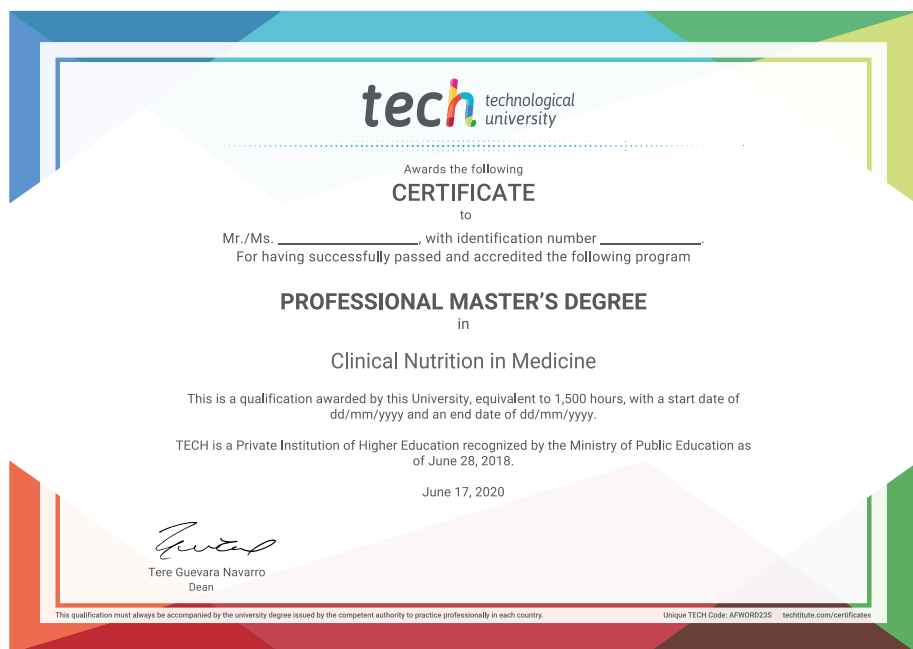 tech technological
university
Awards the following
CERTIFICATE
to
Mr./Ms. ____________________, with identification number ______________.
For having successfully passed and accredited the following program
PROFESSIONAL MASTER'S DEGREE
in
Clinical Nutrition in Medicine
This is a qualification awarded by this University, equivalent to 1,500 hours, with a start date of
dd/mm/yyyy and an end date of dd/mm/yyyy.
TECH is a Private Institution of Higher Education recognized by the Ministry of Public Education as
of June 28, 2018.
June 17, 2020
Tere Guevara Navarro
Dean
This qualification must always be accompanied by the university degree issued by the competent authority to practice professionally in each country.
Unique TECH Code: AFWORD23S techtitute.com/certificates